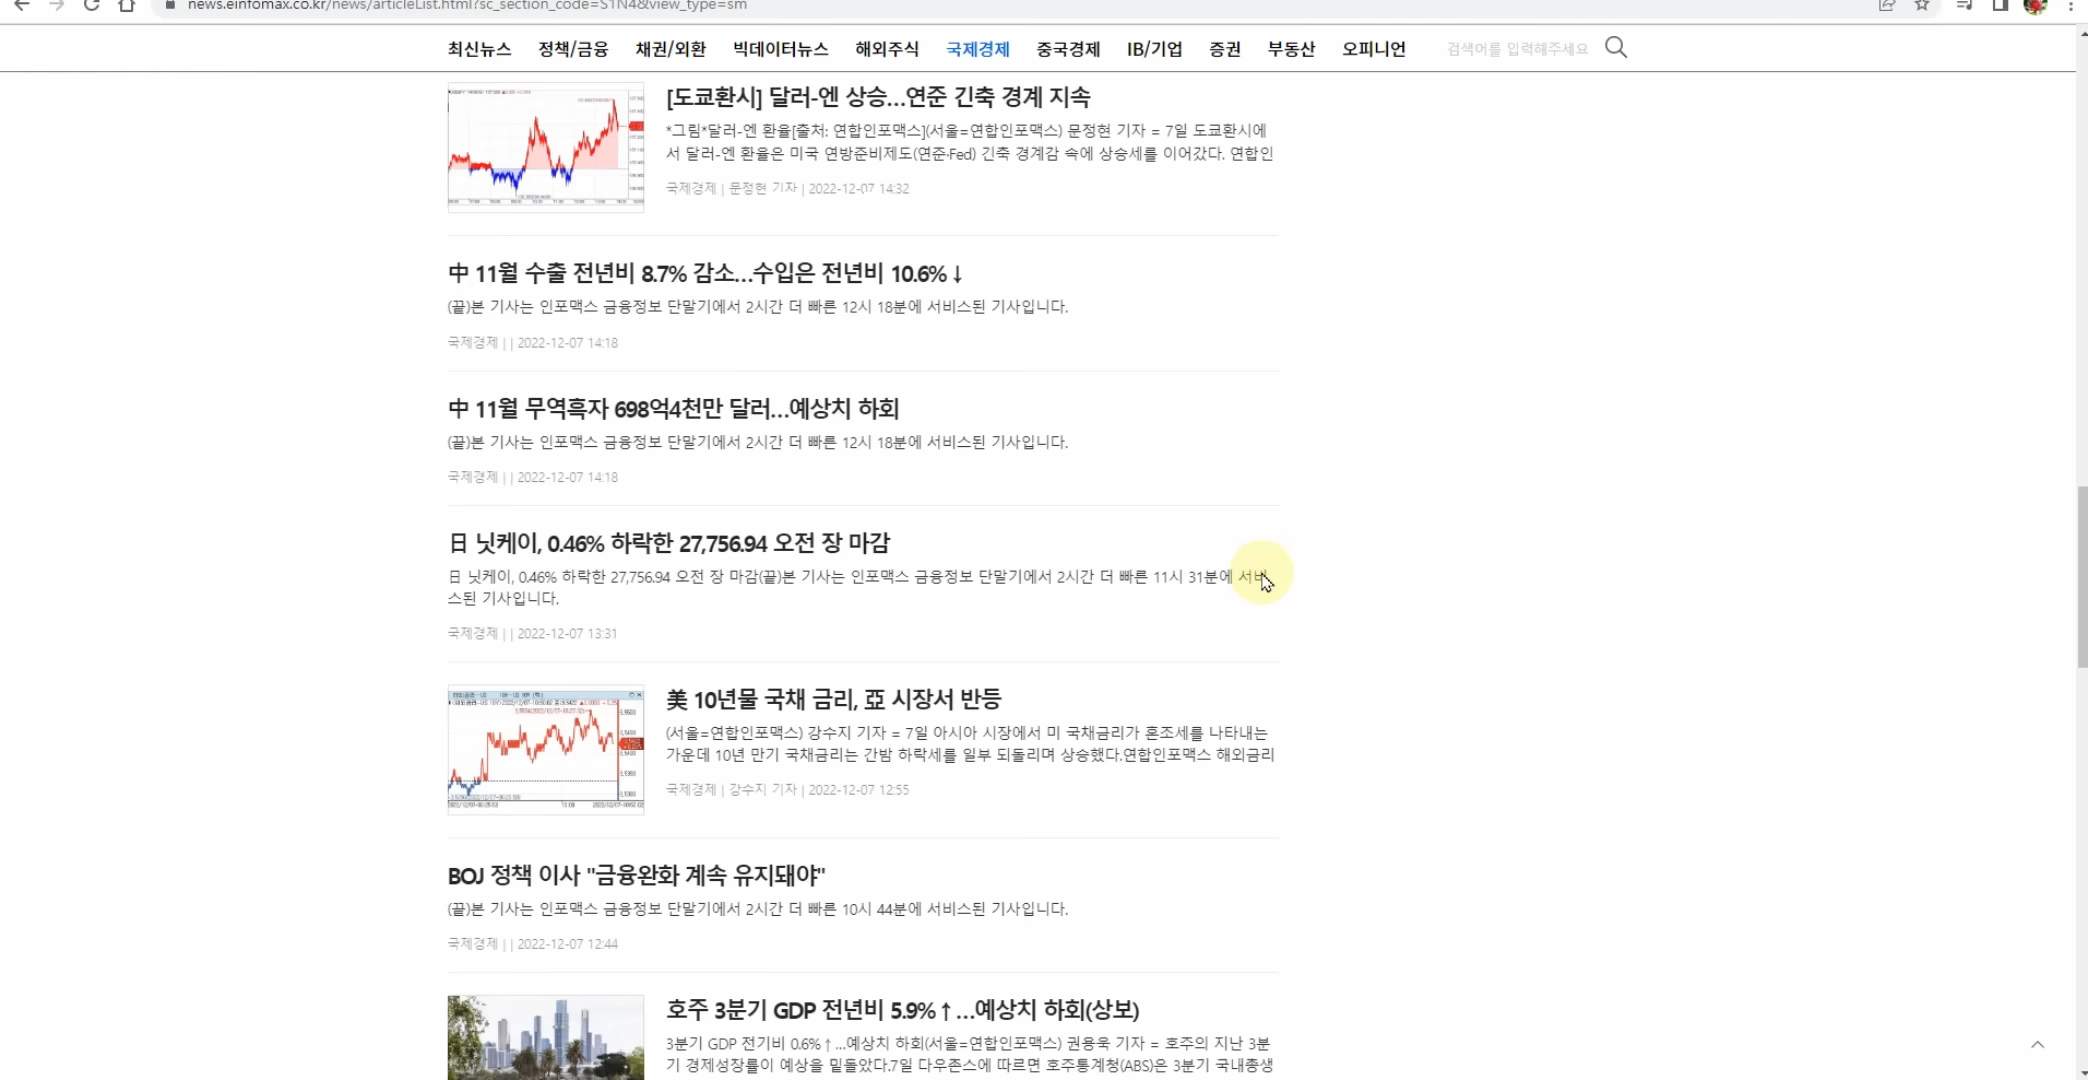 news.einfomax.co.kr/news/articleList.html?sc_section_code=S1N4&view_type=sm
최신뉴스 정책/금융 채권/외환 빅데이터뉴스 해외주식 국제경제 중국경제 IB/기업 증권 부동산 오피니언 검색어를 입력해주세요
[도쿄환시] 달러-엔 상승...연준 긴축 경계 지속
*그림*달러-엔 환율[출처: 연합인포맥스](서울=연합인포맥스) 문정현 기자 = 7일 도쿄환시에
서 달러-엔 환율은 미국 연방준비제도(연준·Fed) 긴축 경계감 속에 상승세를 이어갔다. 연합인
국제경제 | 문정현 기자 | 2022-12-07 14:32
中 11월 수출 전년비 8.7% 감소...수입은 전년비 10.6%↓
(끝)본 기사는 인포맥스 금융정보 단말기에서 2시간 더 빠른 12시 18분에 서비스된 기사입니다.
국제경제 | | 2022-12-07 14:18
中 11월 무역흑자 698억4천만 달러...예상치 하회
(끝)본 기사는 인포맥스 금융정보 단말기에서 2시간 더 빠른 12시 18분에 서비스된 기사입니다.
국제경제 | | 2022-12-07 14:18
日 닛케이, 0.46% 하락한 27,756.94 오전 장 마감
日 닛케이, 0.46% 하락한 27,756.94 오전 장 마감(끝)본 기사는 인포맥스 금융정보 단말기에서 2시간 더 빠른 11시 31분에 서비
스된 기사입니다.
국제경제 | | 2022-12-07 13:31
美 10년물 국채 금리, 亞 시장서 반등
(서울=연합인포맥스) 강수지 기자 = 7일 아시아 시장에서 미 국채금리가 혼조세를 나타내는
가운데 10년 만기 국채금리는 간밤 하락세를 일부 되돌리며 상승했다.연합인포맥스 해외금리
국제경제 | 강수지 기자 | 2022-12-07 12:55
BOJ 정책 이사 "금융완화 계속 유지돼야"
(끝)본 기사는 인포맥스 금융정보 단말기에서 2시간 더 빠른 10시 44분에 서비스된 기사입니다.
국제경제 | | 2022-12-07 12:44
호주 3분기 GDP 전년비 5.9%↑...예상치 하회(상보)
3분기 GDP 전기비 0.6%↑...예상치 하회(서울=연합인포맥스) 권용욱 기자 = 호주의 지난 3분
기 경제성장률이 예상을 밑돌았다.7일 다우존스에 따르면 호주통계청(ABS)은 3분기 국내총생